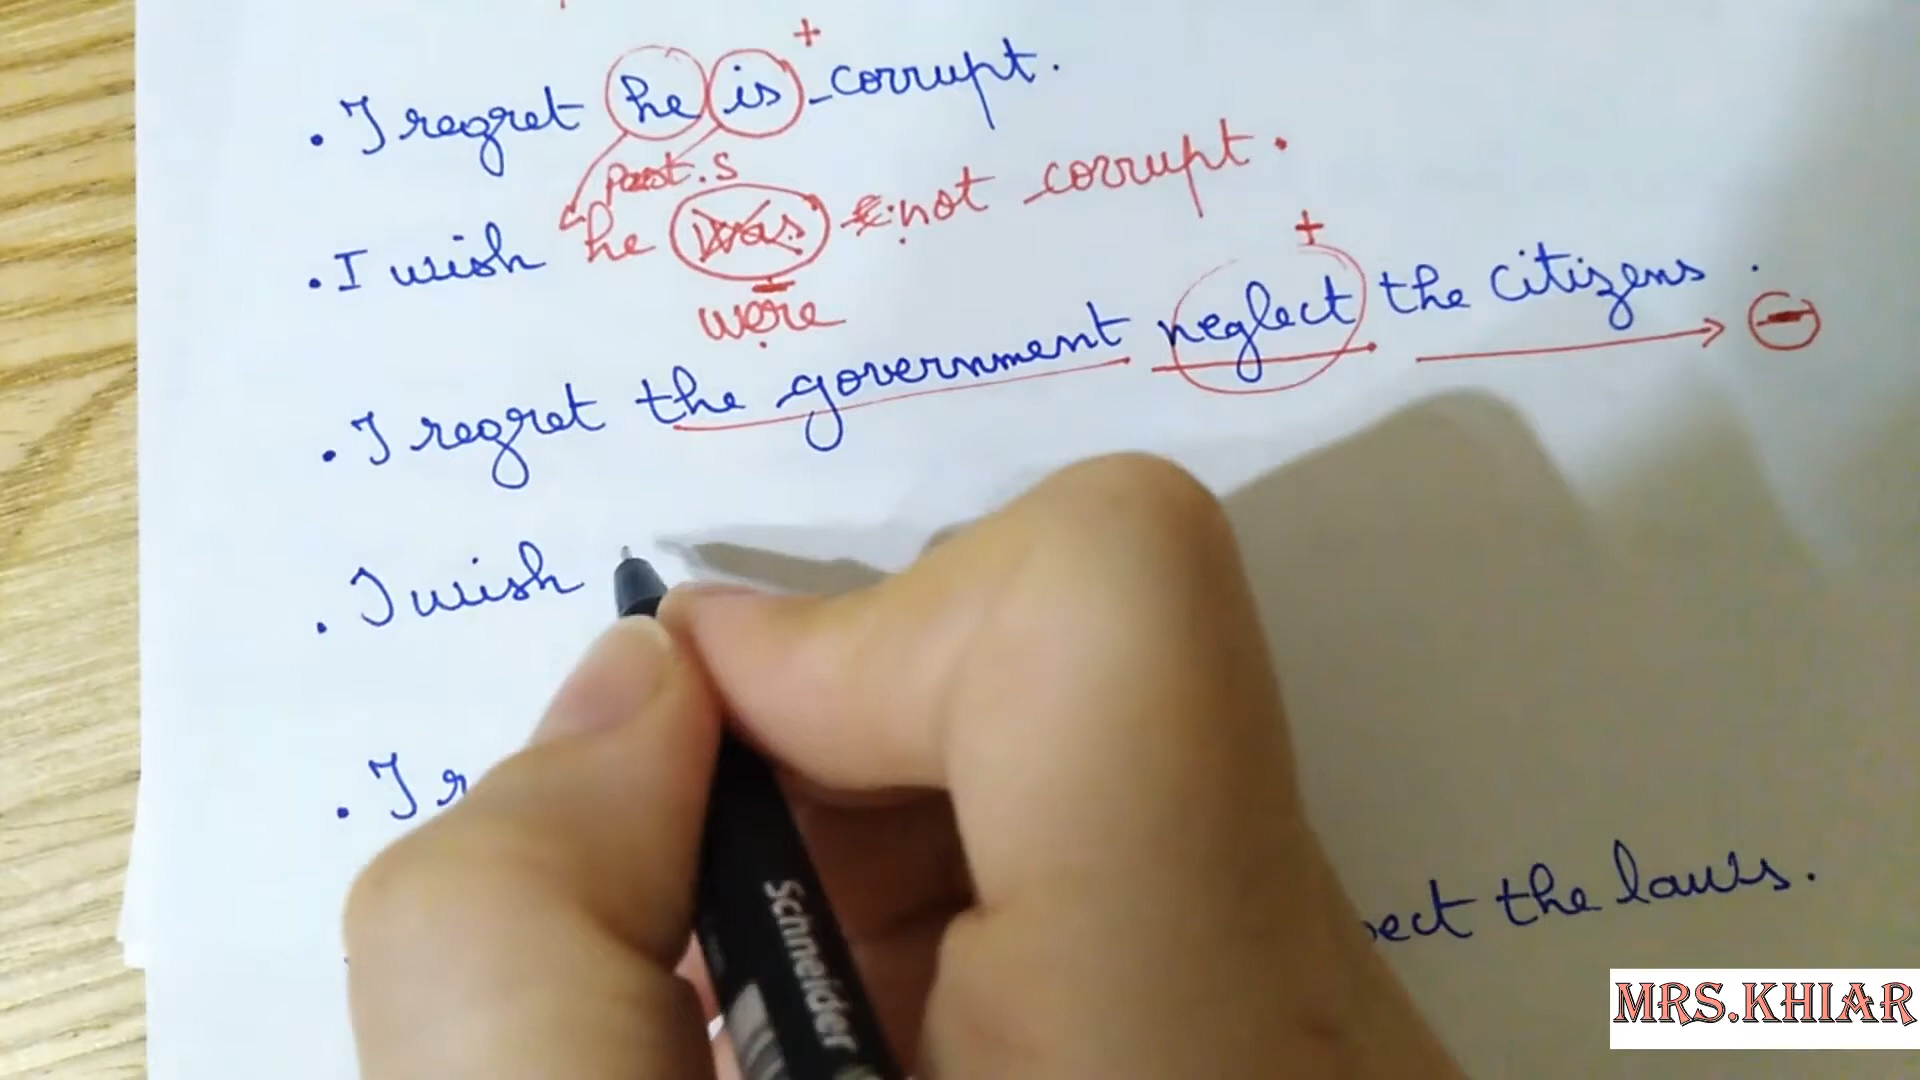 +
. I regret he is corrupt.
past.s
. I wish he was not corrupt.
were
+
. I regret the government neglect the citizens.
-
. I wish
. I r
ect the laws.
Schneider
MRS.KHIAR